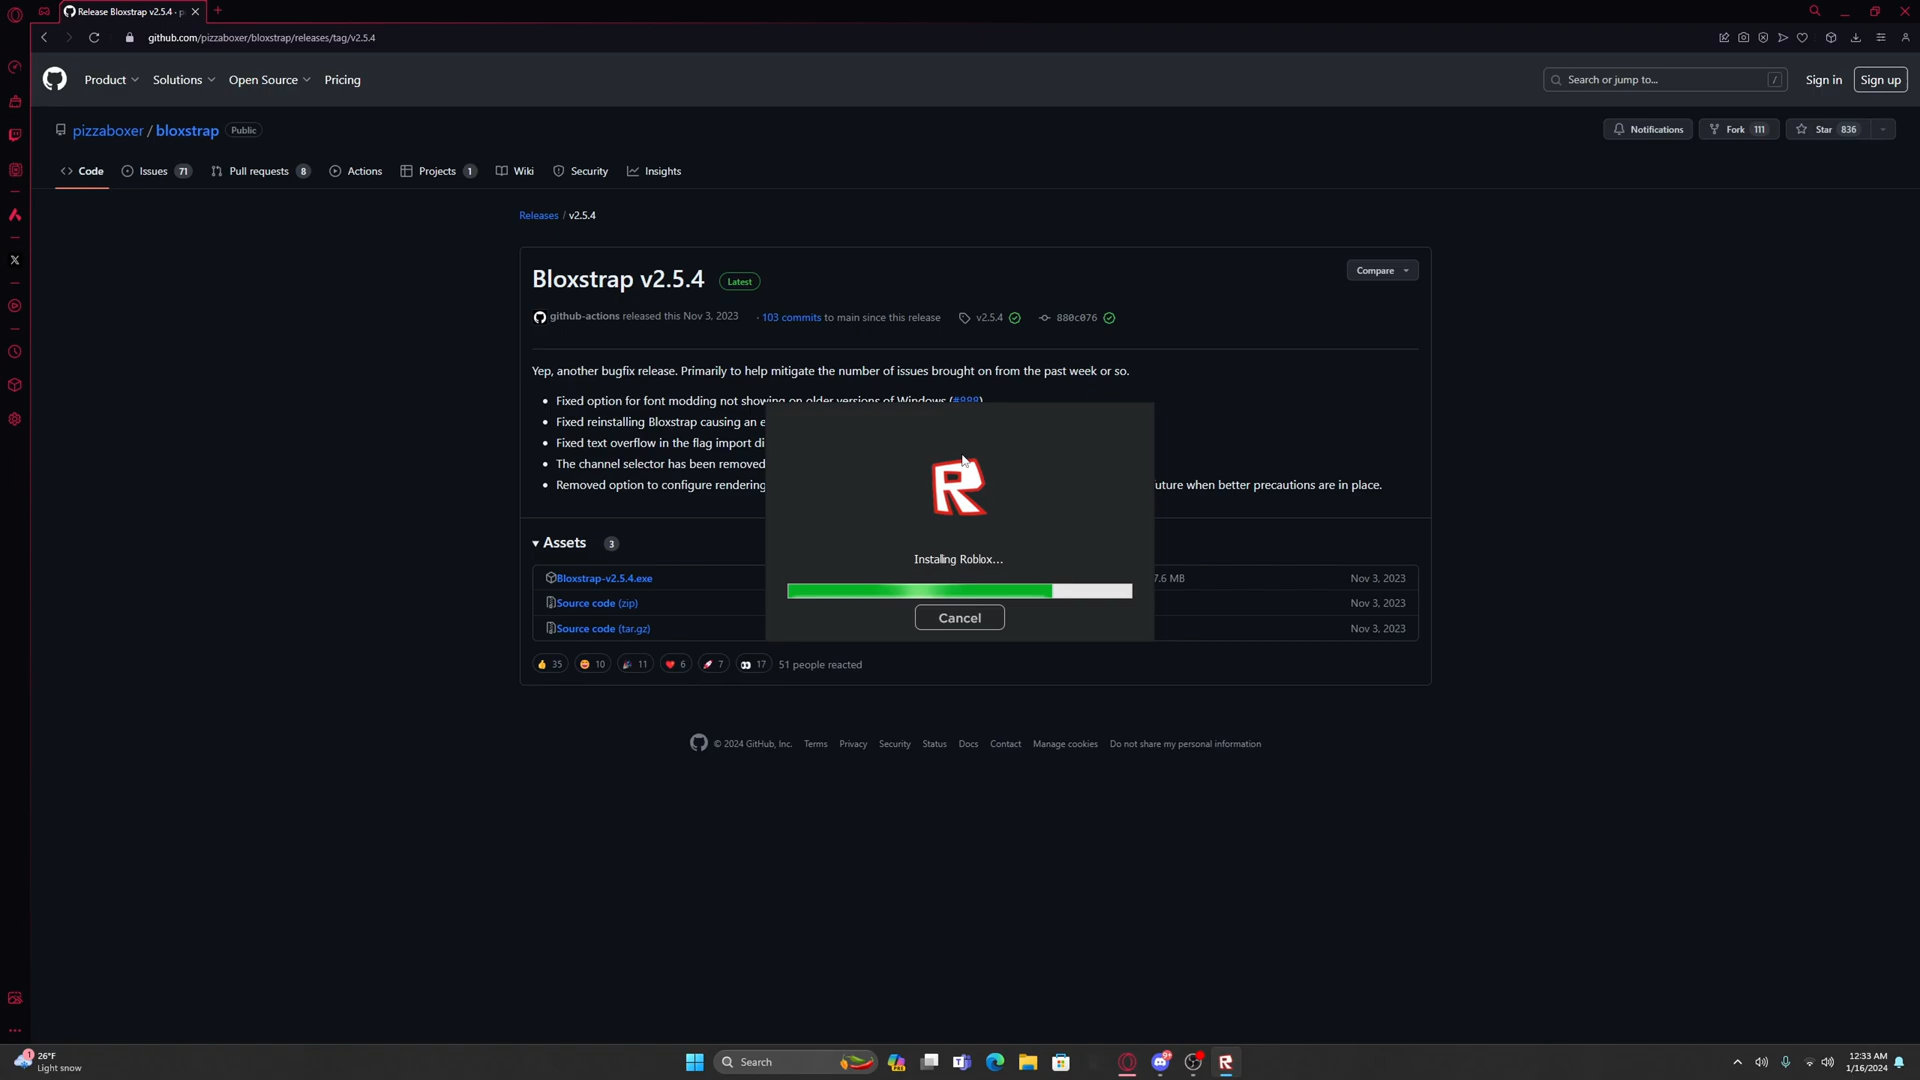 Release Bloxstrap v2.5.4 · p
github.com/pizzaboxer/bloxstrap/releases/tag/v2.5.4
Product
Solutions
Open Source
Pricing
Search or jump to...
/
Sign in
Sign up
pizzaboxer / bloxstrap
Public
Notifications
Fork 111
Star 836
Code
Issues 71
Pull requests 8
Actions
Projects 1
Wiki
Security
Insights
Releases / v2.5.4
Bloxstrap v2.5.4 Latest
Compare
github-actions released this Nov 3, 2023 · 103 commits to main since this release v2.5.4 880c076
Yep, another bugfix release. Primarily to help mitigate the number of issues brought on from the past week or so.
Fixed option for font modding not showing on older versions of Windows (#888)
Fixed reinstalling Bloxstrap causing an e
Fixed text overflow in the flag import di
The channel selector has been removed
Removed option to configure rendering
uture when better precautions are in place.
R
Installing Roblox...
Cancel
Assets 3
Bloxstrap-v2.5.4.exe
7.6 MB
Nov 3, 2023
Source code (zip)
Nov 3, 2023
Source code (tar.gz)
Nov 3, 2023
35
10
11
6
7
17
51 people reacted
© 2024 GitHub, Inc.
Terms
Privacy
Security
Status
Docs
Contact
Manage cookies
Do not share my personal information
1
26°F
Light snow
Search
9+
12:33 AM
1/16/2024